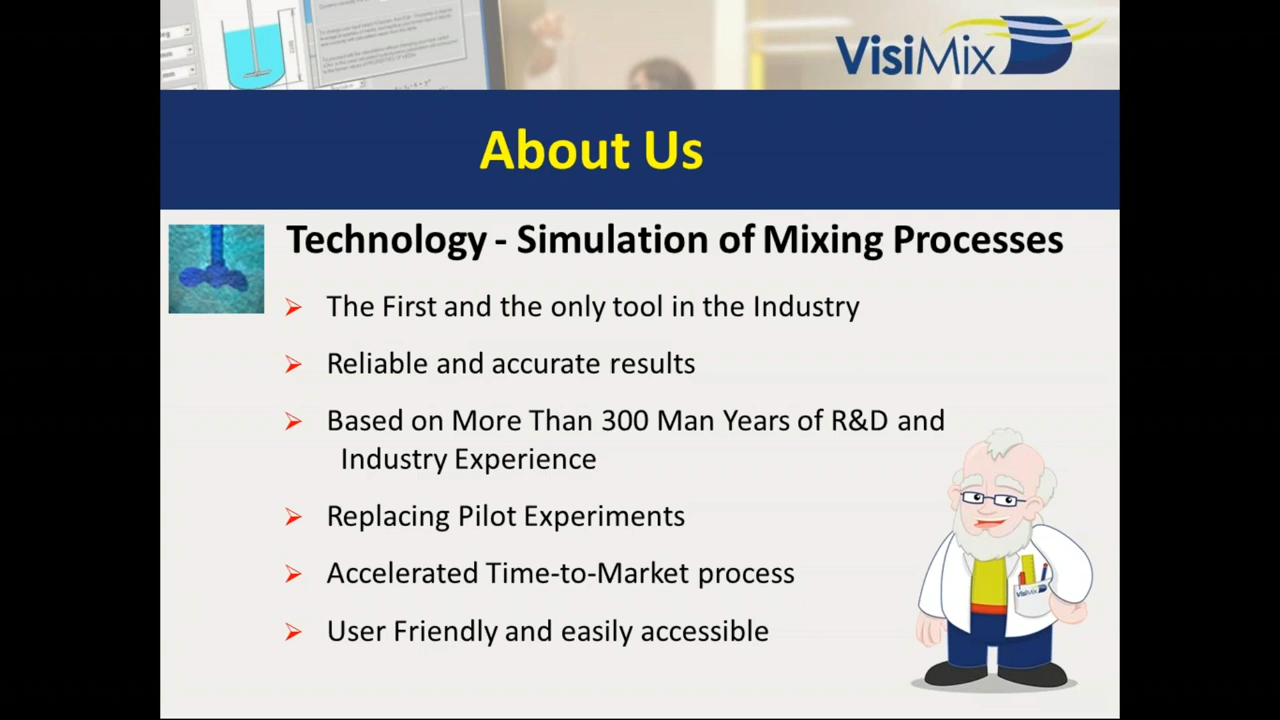 VisiMix
About Us
Technology - Simulation of Mixing Processes
The First and the only tool in the Industry
Reliable and accurate results
Based on More Than 300 Man Years of R&D and
Industry Experience
Replacing Pilot Experiments
Accelerated Time-to-Market process
User Friendly and easily accessible
VisiMix